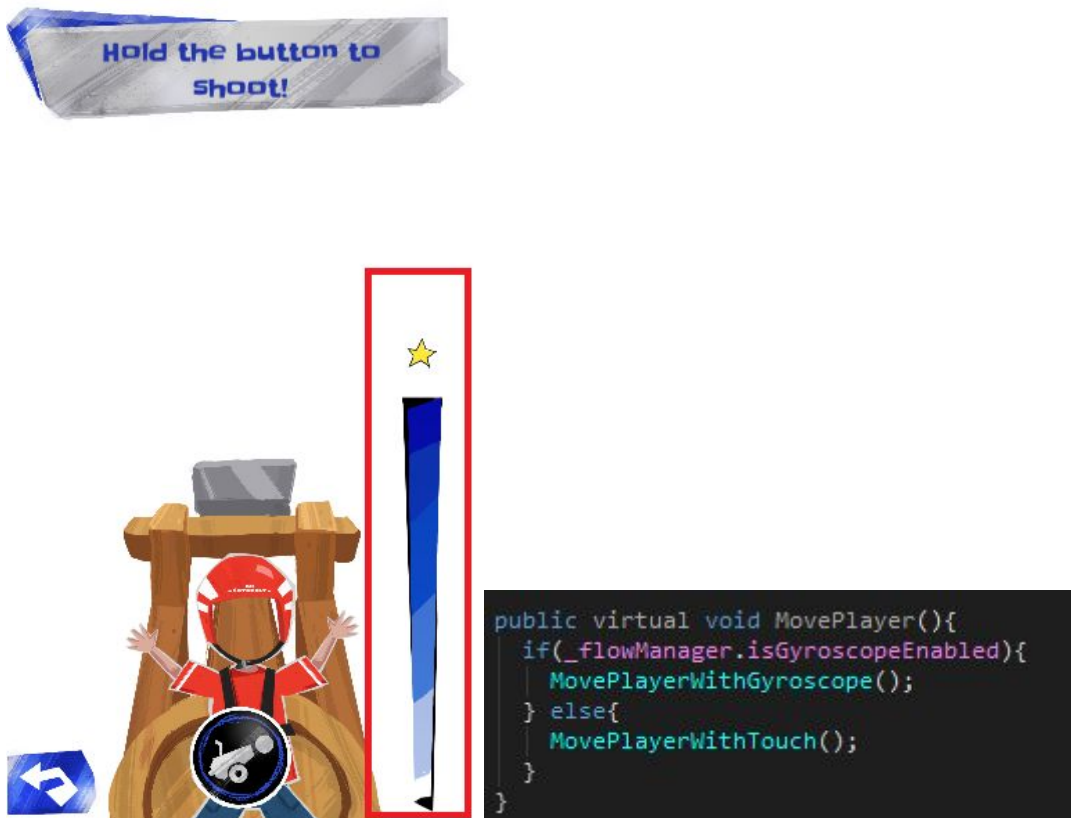 Hold the button to
shoot!
public virtual void MovePlayer(){
if(_flowManager.isGyroscopeEnabled){
MovePlayerWithGyroscope();
} else{
MovePlayerWithTouch();
}
}